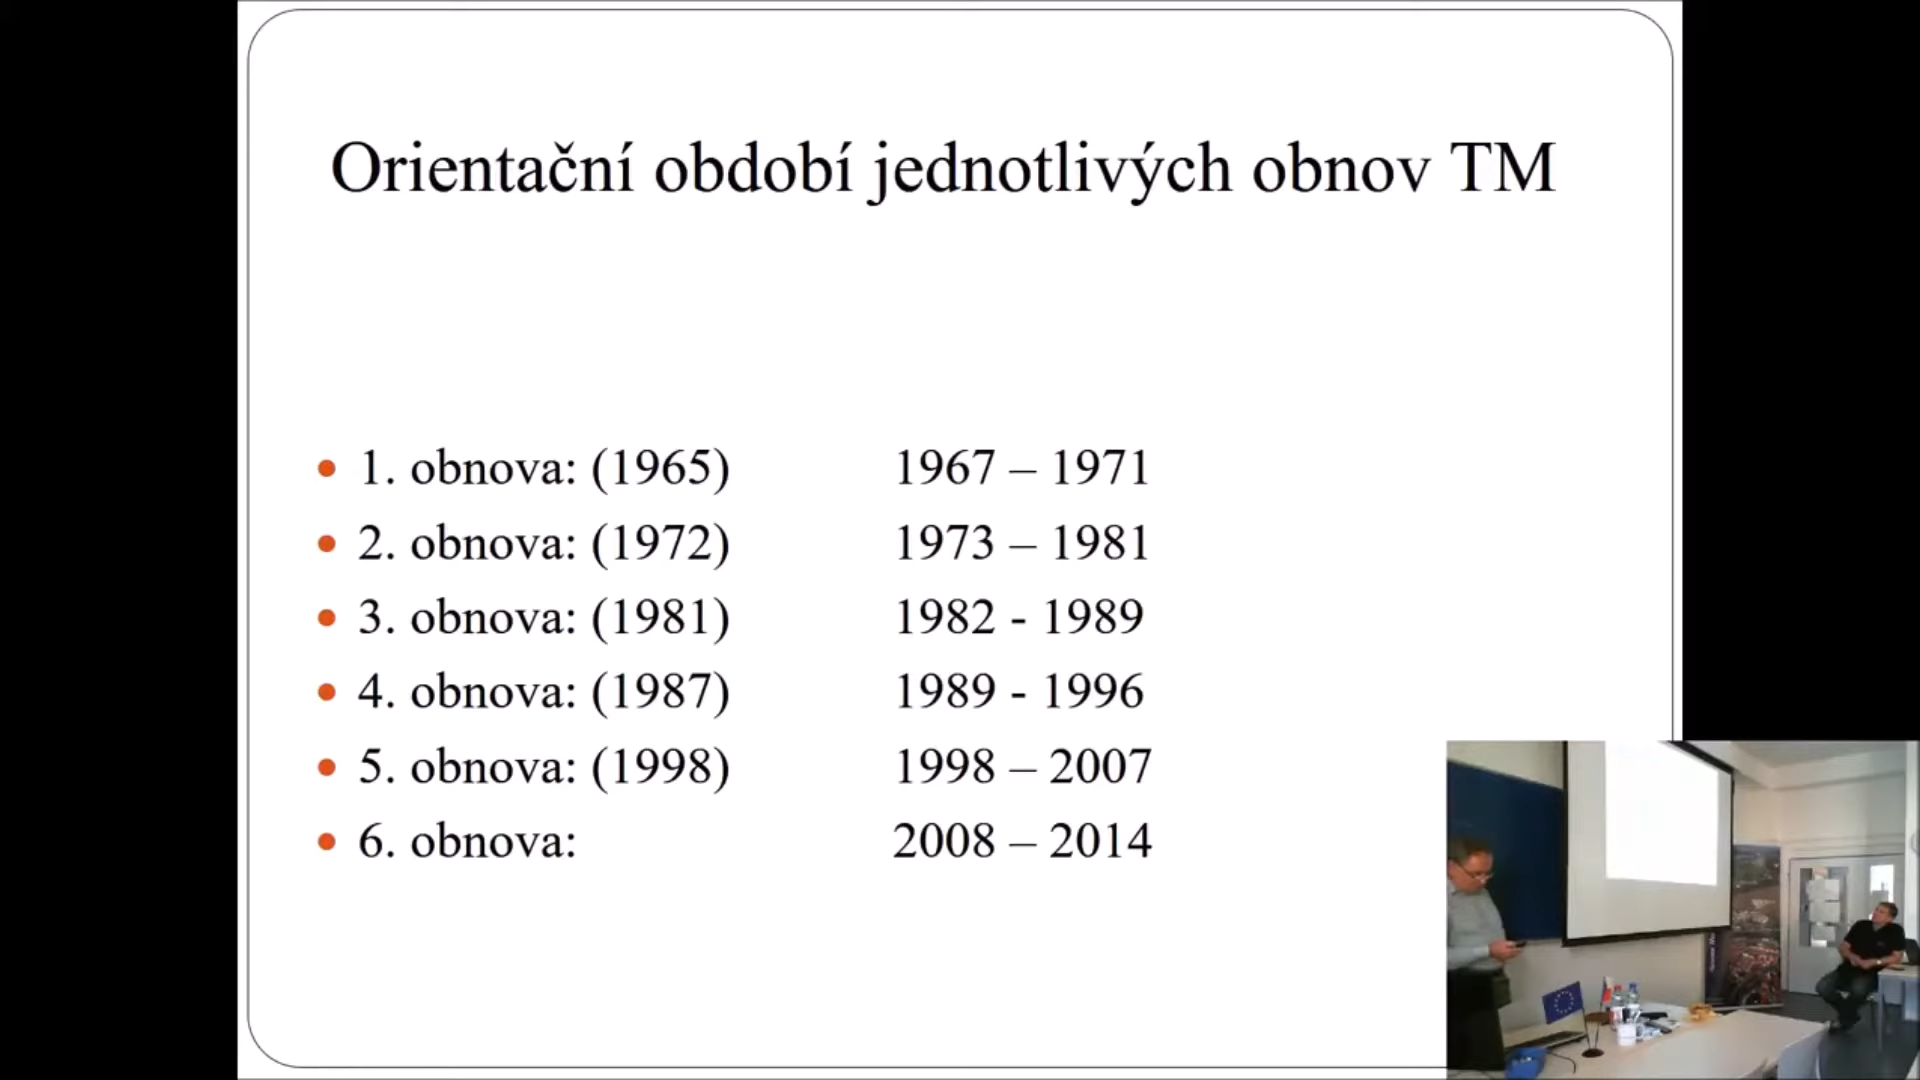 Orientační období jednotlivých obnov TM
• 1. obnova: (1965) 1967 – 1971
• 2. obnova: (1972) 1973 – 1981
• 3. obnova: (1981) 1982 - 1989
• 4. obnova: (1987) 1989 - 1996
• 5. obnova: (1998) 1998 – 2007
• 6. obnova: 2008 – 2014